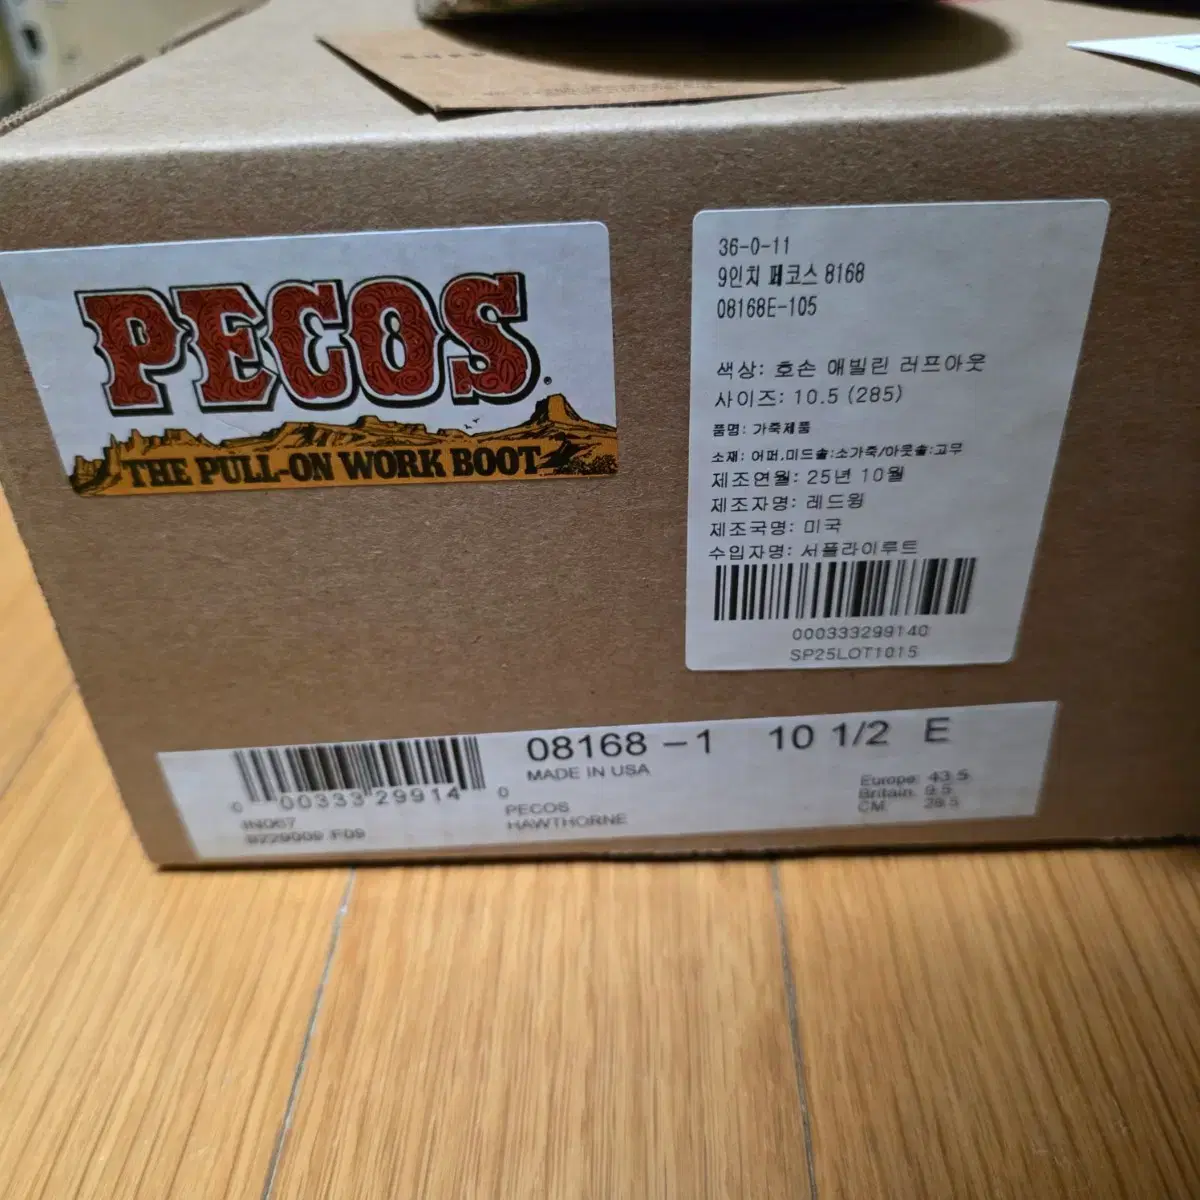 PECOS®
THE PULL-ON WORK BOOT
36-0-11
9인치 페코스 8168
08168E-105
색상: 호손 애빌린 러프아웃
사이즈: 10.5 (285)
품명: 가죽제품
소재: 어퍼,미드솔:소가죽/아웃솔:고무
제조연월: 25년 10월
제조자명: 레드윙
제조국명: 미국
수입자명: 서플라이루트
000333299140
SP25LOT1015
0 00333 29914 0
08168 -1 10 1/2 E
MADE IN USA
PECOS
HAWTHORNE
Europe: 43.5
Britain. 9.5
CM. 28.5
IN067
9229009 F09